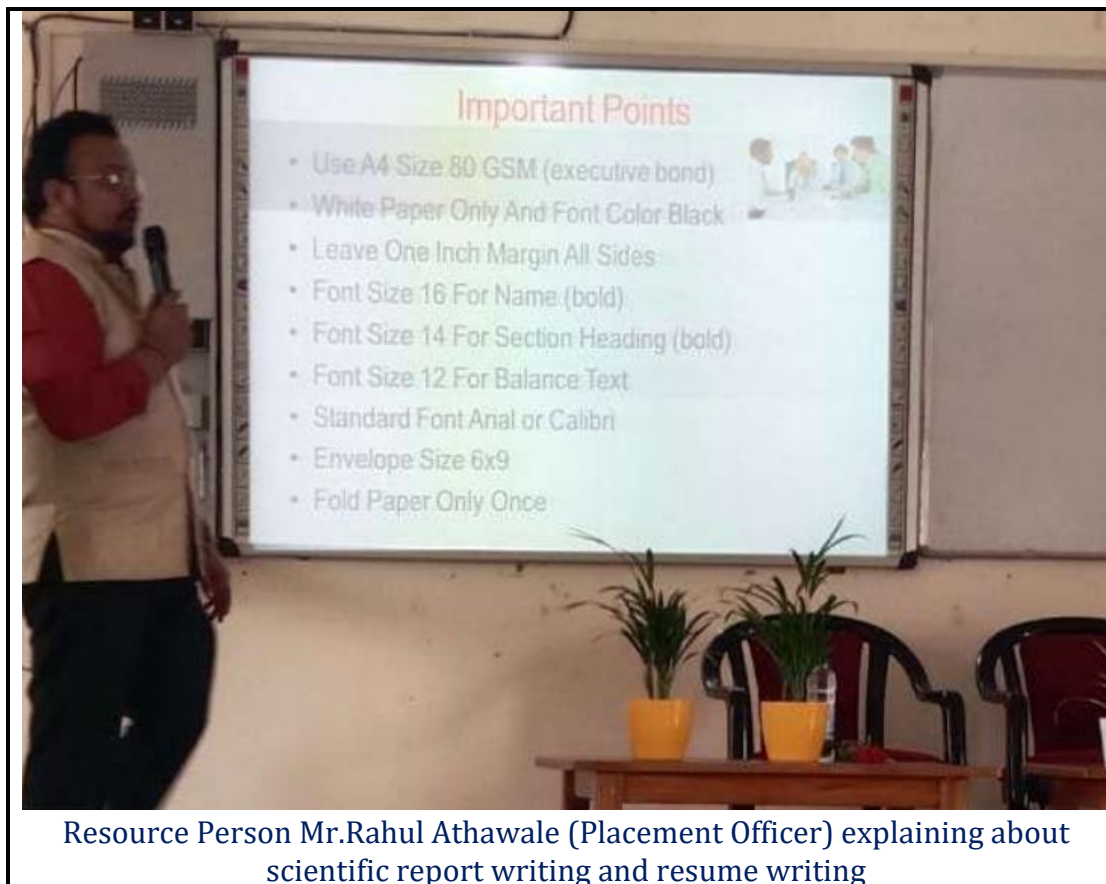 Important Points
• Use A4 Size 80 GSM (executive bond)
• White Paper Only And Font Color Black
• Leave One Inch Margin All Sides
• Font Size 16 For Name (bold)
• Font Size 14 For Section Heading (bold)
• Font Size 12 For Balance Text
• Standard Font Arial or Calibri
• Envelope Size 6x9
• Fold Paper Only Once
Resource Person Mr.Rahul Athawale (Placement Officer) explaining about
scientific report writing and resume writing